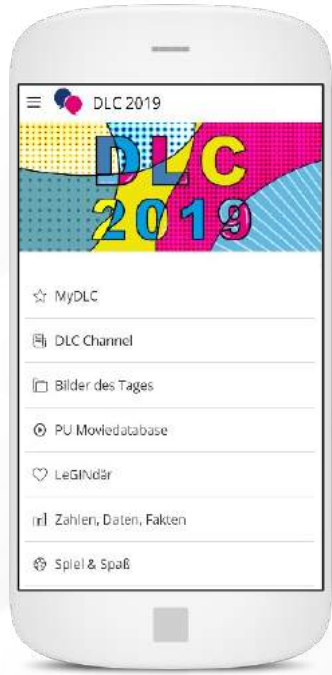 DLC 2019
DLC
2019
MyDLC
DLC Channel
Bilder des Tages
PU Moviedatabase
LeGINdär
Zahlen, Daten, Fakten
Spiel & Spaß